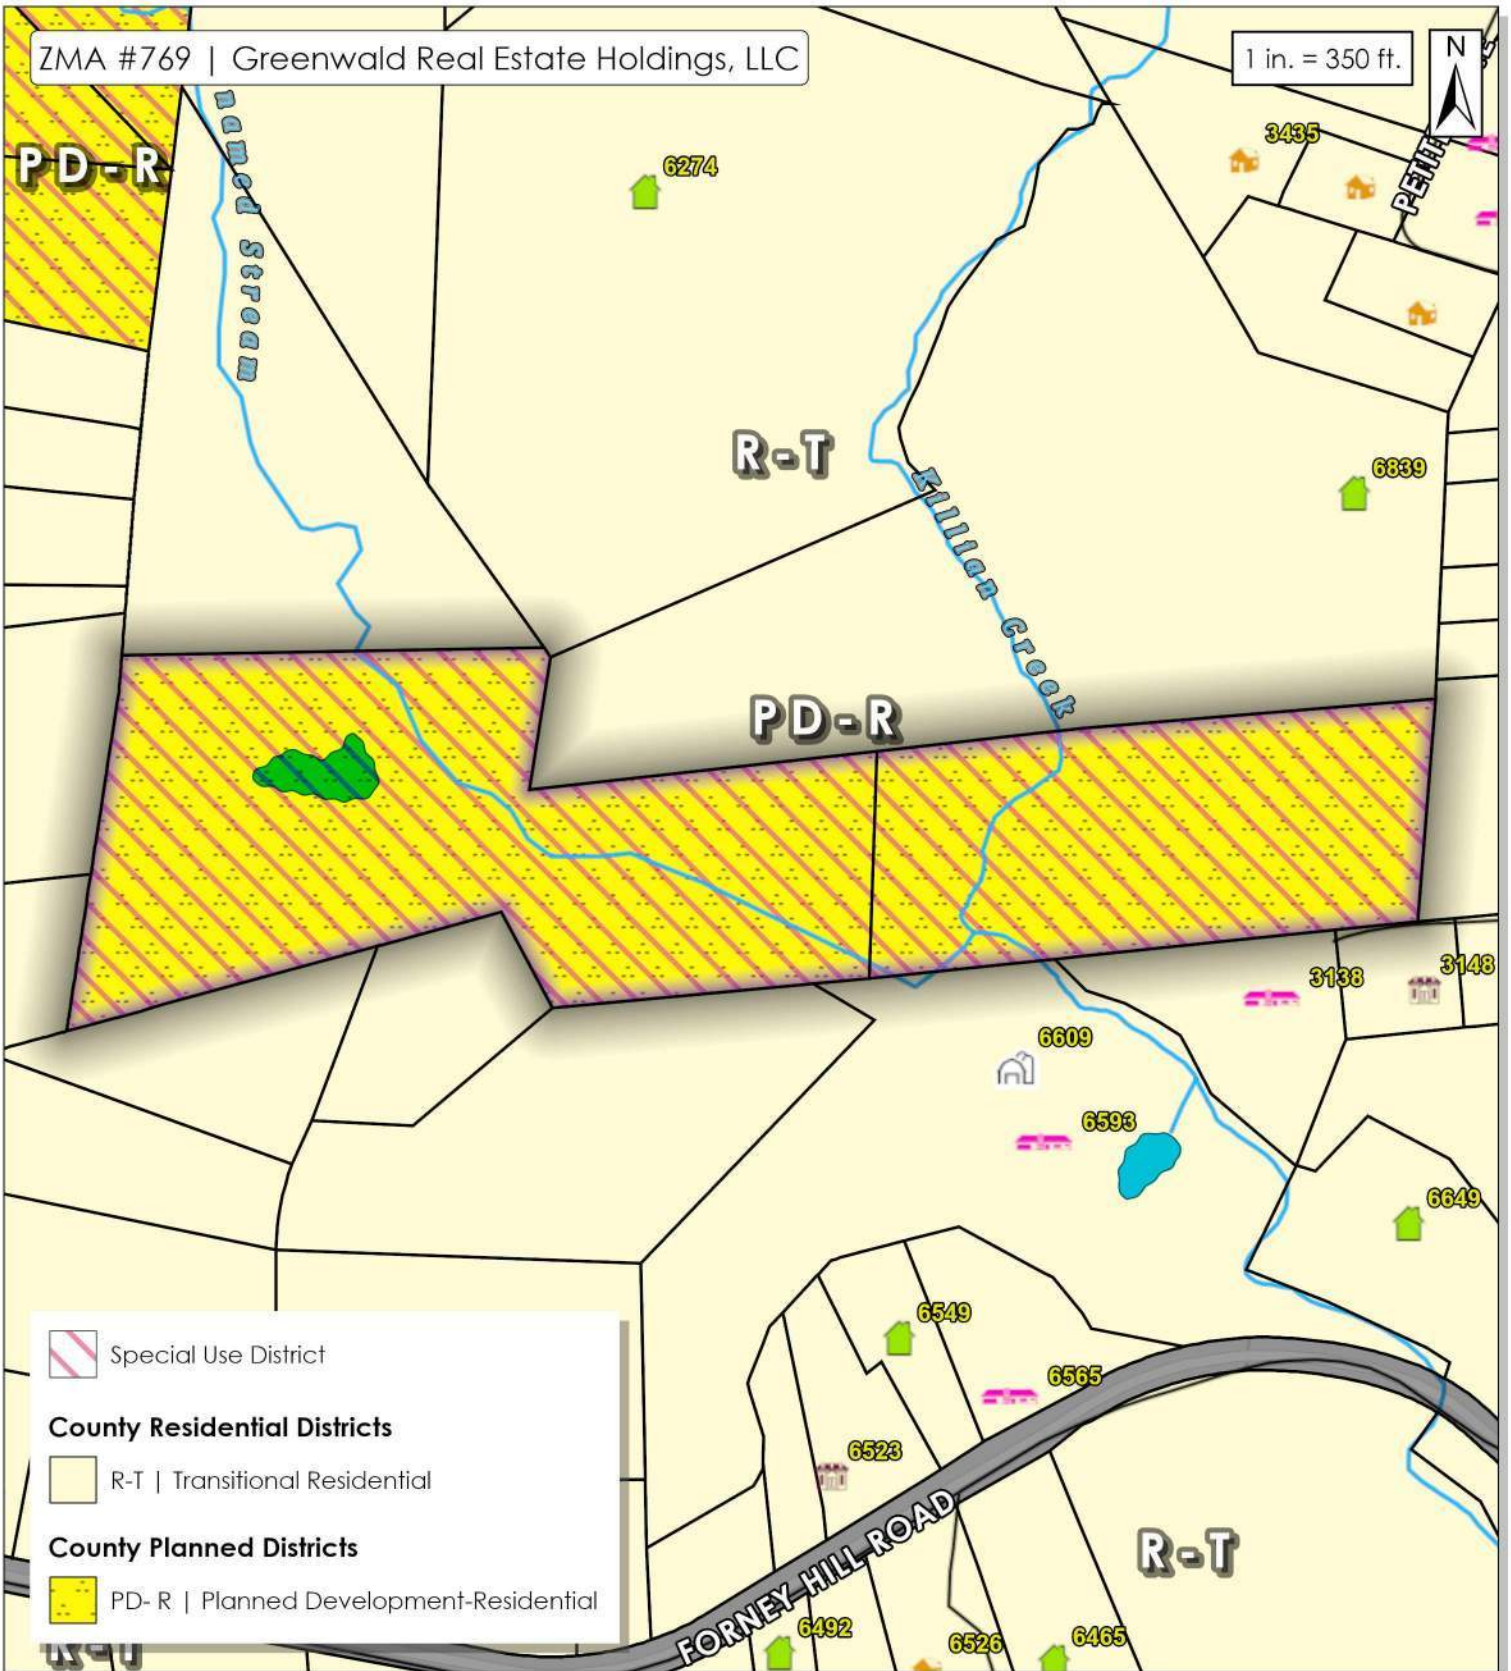 ZMA #769 | Greenwald Real Estate Holdings, LLC
1 in. = 350 ft.
N
named Stream
PD-R
6274
3435
PETIT
R-T
6839
Killian Creek
PD-R
3138
3148
6609
6593
6649
6549
6565
6523
FORNEY HILL ROAD
R-T
6492
6526
6465
Special Use District
County Residential Districts
R-T | Transitional Residential
County Planned Districts
PD- R | Planned Development-Residential
R-T